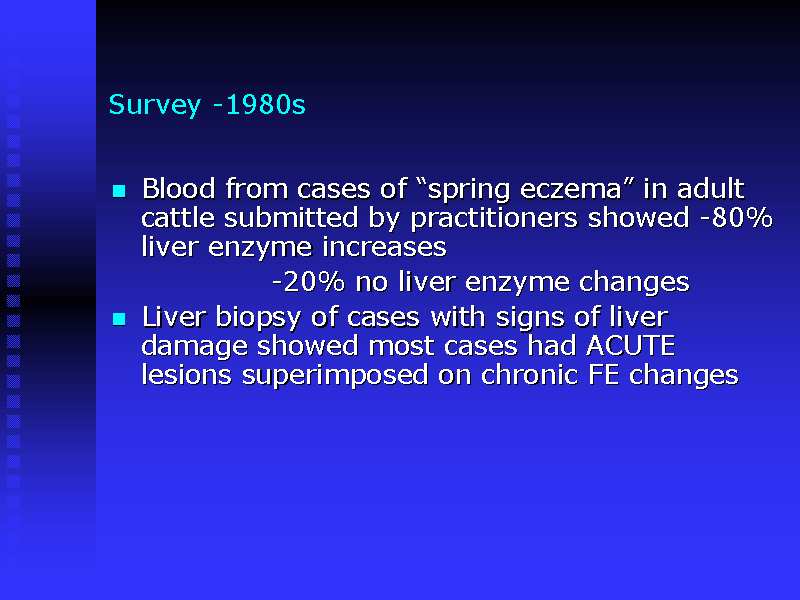 Survey -1980s
Blood from cases of “spring eczema” in adult
cattle submitted by practitioners showed -80%
liver enzyme increases
-20% no liver enzyme changes
Liver biopsy of cases with signs of liver
damage showed most cases had ACUTE
lesions superimposed on chronic FE changes